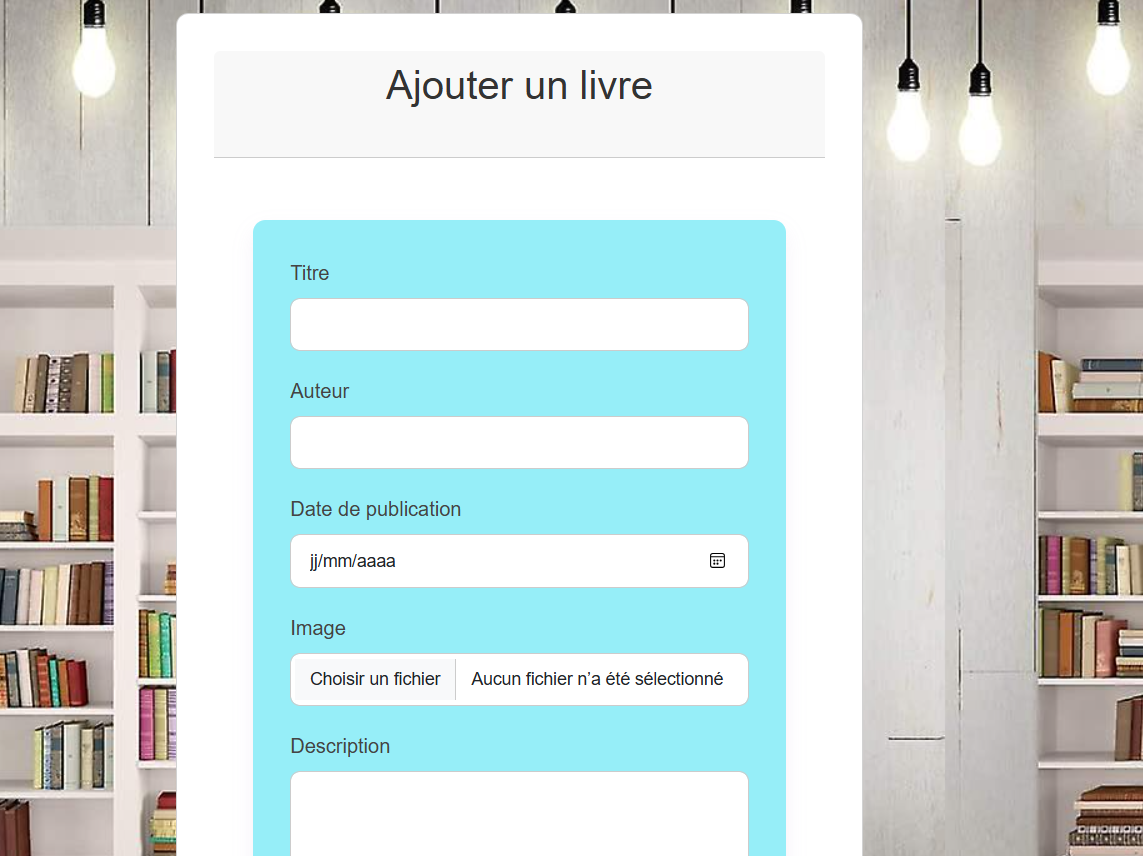 Ajouter un livre
Titre
Auteur
Date de publication
jj/mm/aaaa
Image
Choisir un fichier Aucun fichier n’a été sélectionné
Description